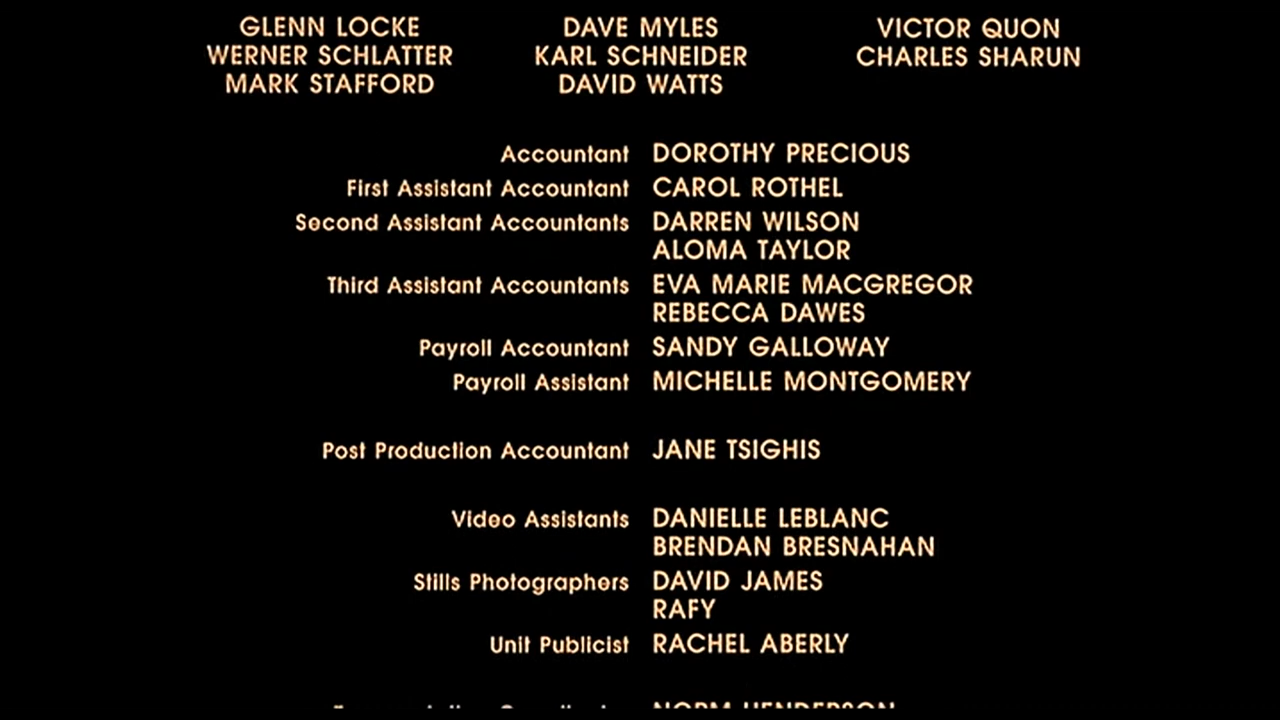 GLENN LOCKE DAVE MYLES VICTOR QUON
WERNER SCHLATTER KARL SCHNEIDER CHARLES SHARUN
MARK STAFFORD DAVID WATTS
Accountant DOROTHY PRECIOUS
First Assistant Accountant CAROL ROTHEL
Second Assistant Accountants DARREN WILSON
ALOMA TAYLOR
Third Assistant Accountants EVA MARIE MACGREGOR
REBECCA DAWES
Payroll Accountant SANDY GALLOWAY
Payroll Assistant MICHELLE MONTGOMERY
Post Production Accountant JANE TSIGHIS
Video Assistants DANIELLE LEBLANC
BRENDAN BRESNAHAN
Stills Photographers DAVID JAMES
RAFY
Unit Publicist RACHEL ABERLY
NORM HENDERSON